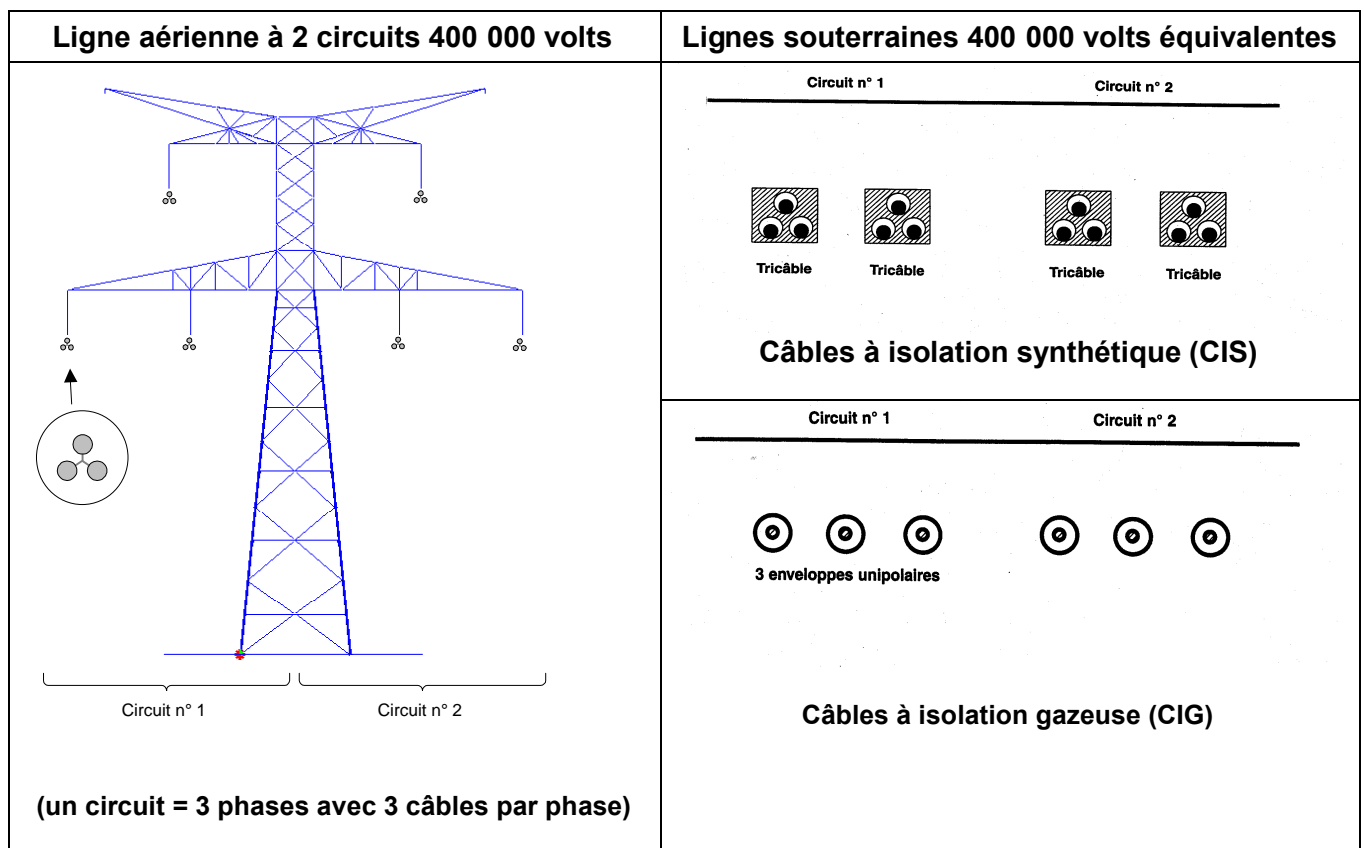 Ligne aérienne à 2 circuits 400 000 volts
Circuit n° 1
Circuit n° 2
(un circuit = 3 phases avec 3 câbles par phase)
Lignes souterraines 400 000 volts équivalentes
Circuit n° 1
Circuit n° 2
Tricâble
Tricâble
Tricâble
Tricâble
Câbles à isolation synthétique (CIS)
Circuit n° 1
Circuit n° 2
3 enveloppes unipolaires
Câbles à isolation gazeuse (CIG)